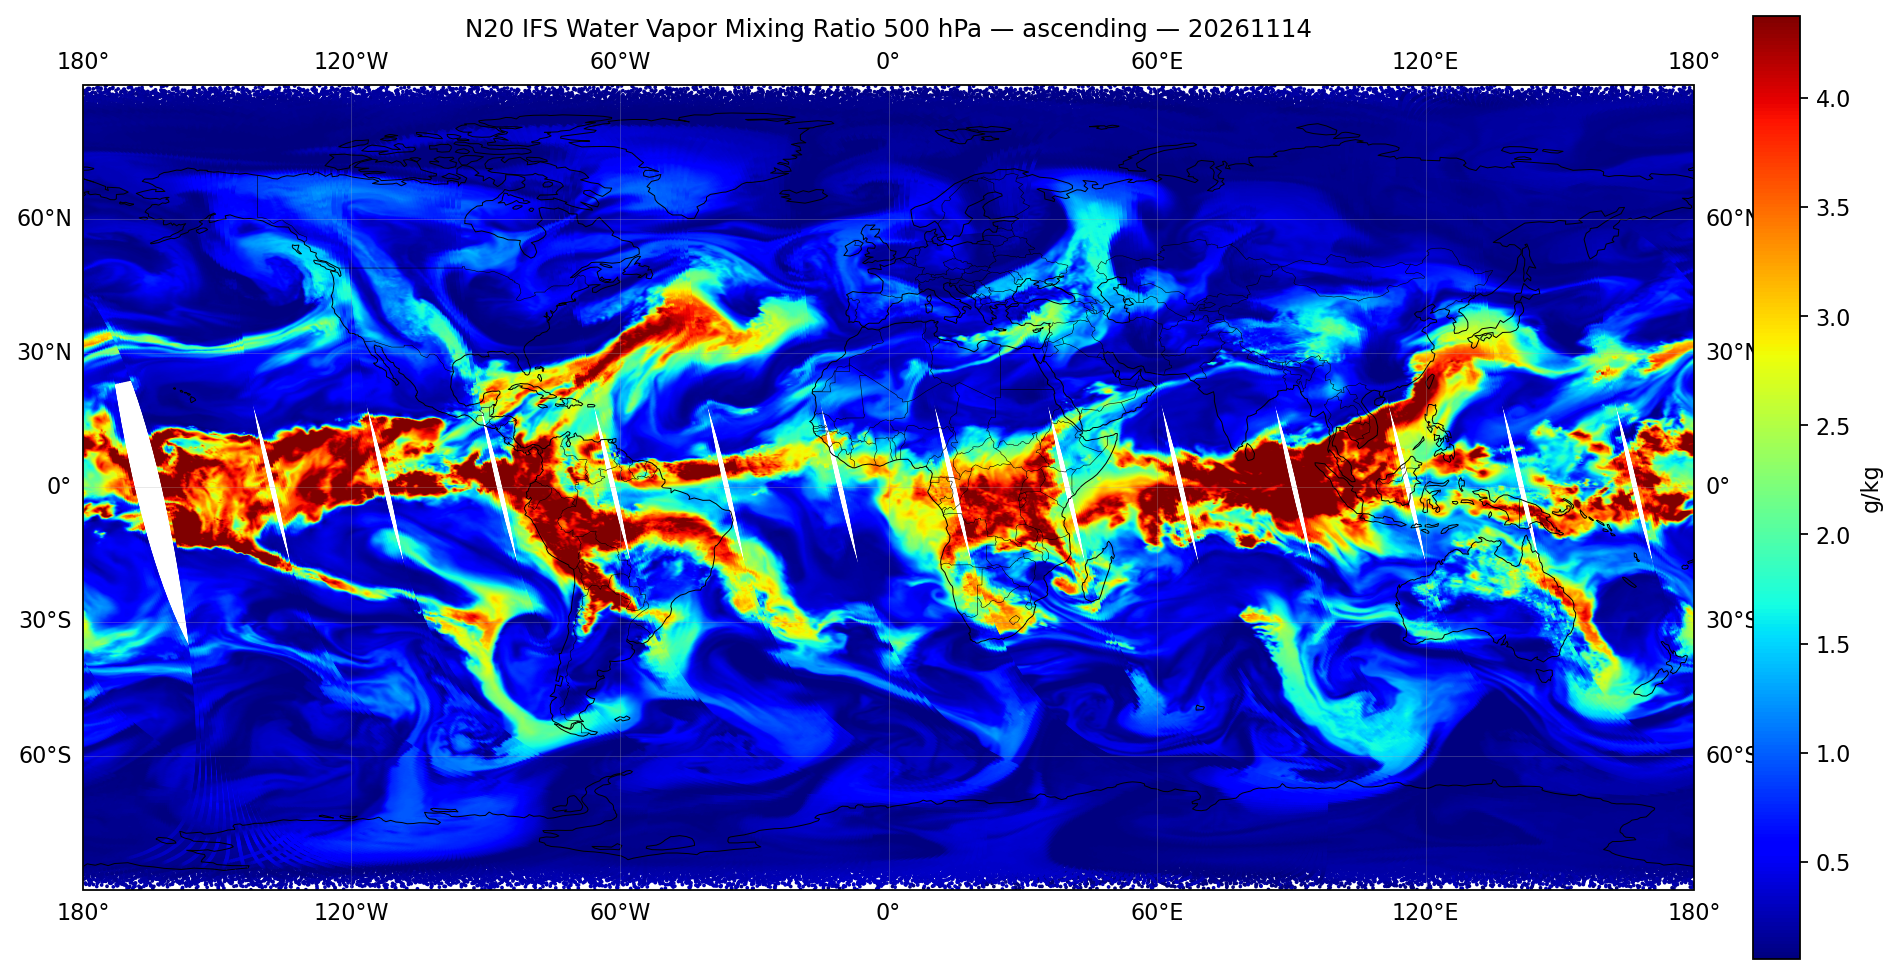 N20 IFS Water Vapor Mixing Ratio 500 hPa — ascending — 20261114
180° 120°W 60°W 0° 60°E 120°E 180°
60°N 60°N
30°N 30°N
0° 0°
30°S 30°S
60°S 60°S
180° 120°W 60°W 0° 60°E 120°E 180°
4.0
3.5
3.0
2.5
2.0
1.5
1.0
0.5
g/kg